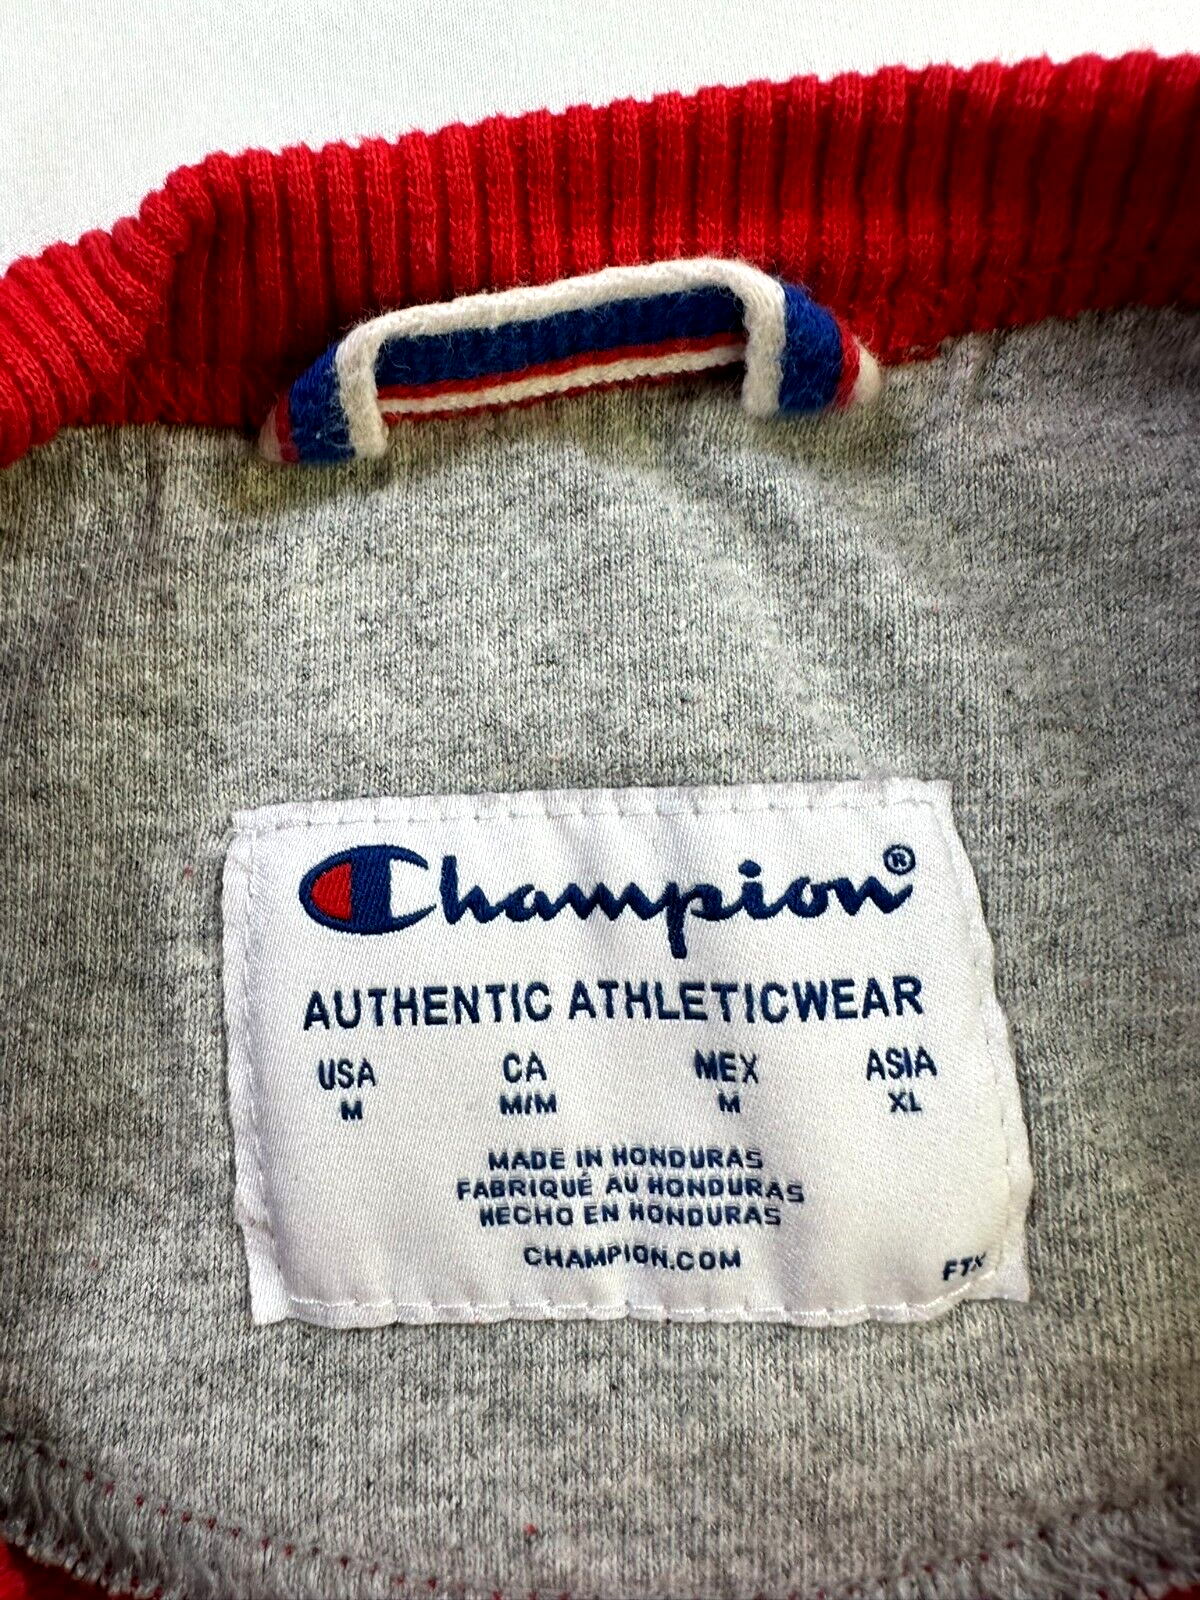 Champion®
AUTHENTIC ATHLETICWEAR
USA CA MEX ASIA
M M/M M XL
MADE IN HONDURAS
FABRIQUÉ AU HONDURAS
HECHO EN HONDURAS
CHAMPION.COM
FTX